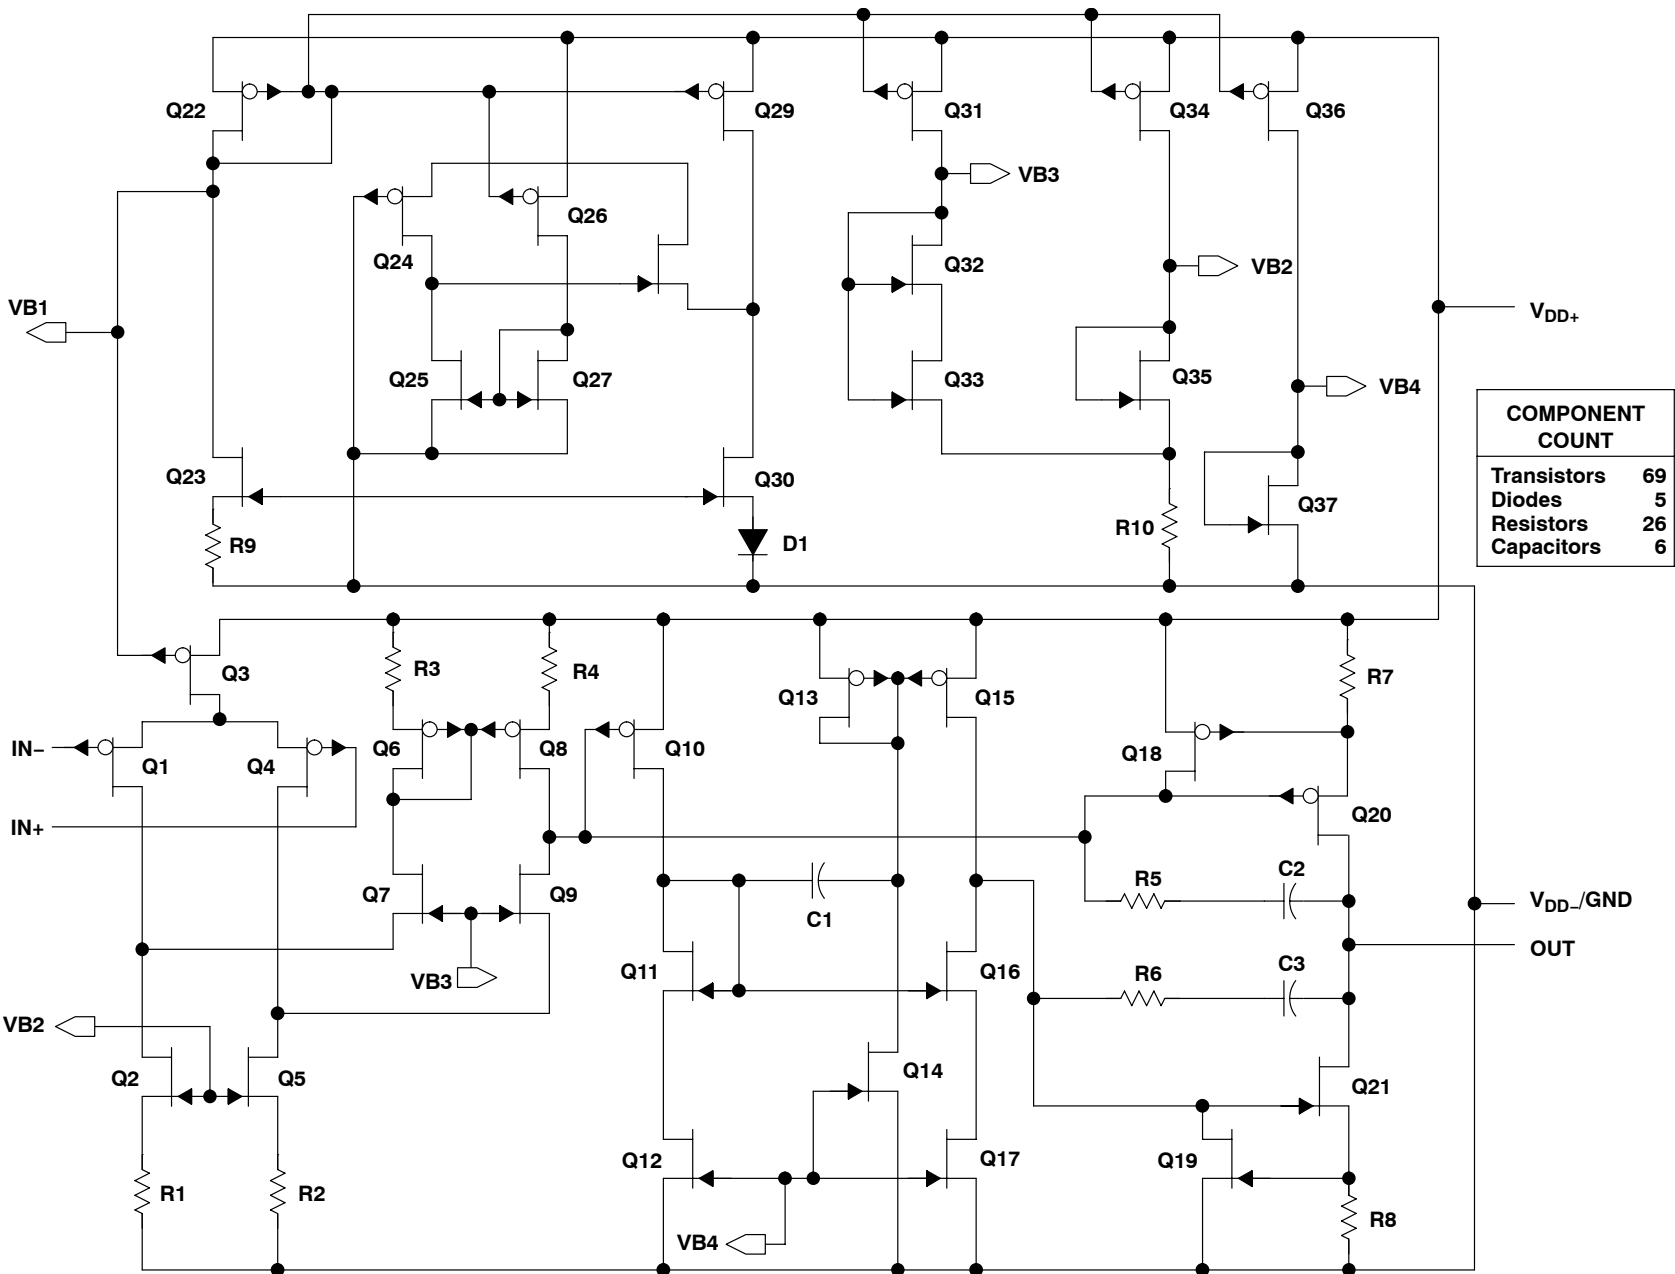 Q22
Q29
Q31
Q34
Q36
VB3
Q26
Q24
Q32
VB2
VB1
V_DD+
Q25
Q27
Q33
Q35
VB4
COMPONENT
COUNT
Transistors 69
Diodes 5
Resistors 26
Capacitors 6
Q23
Q30
Q37
R9
D1
R10
Q3
R3
R4
R7
Q13
Q15
IN−
Q1
Q4
Q6
Q8
Q10
Q18
IN+
Q20
Q7
Q9
C1
R5
C2
V_DD−/GND
OUT
VB3
Q11
Q16
R6
C3
VB2
Q2
Q5
Q14
Q21
Q12
Q17
Q19
R1
R2
R8
VB4